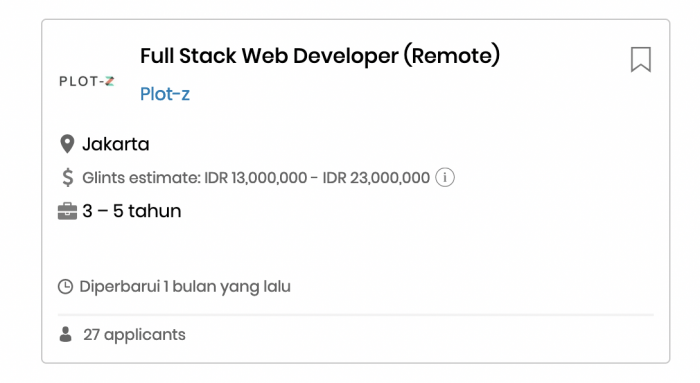 Full Stack Web Developer (Remote)
PLOT-Z
Plot-z
Jakarta
$ Glints estimate: IDR 13,000,000 - IDR 23,000,000 i
3 – 5 tahun
Diperbarui 1 bulan yang lalu
27 applicants